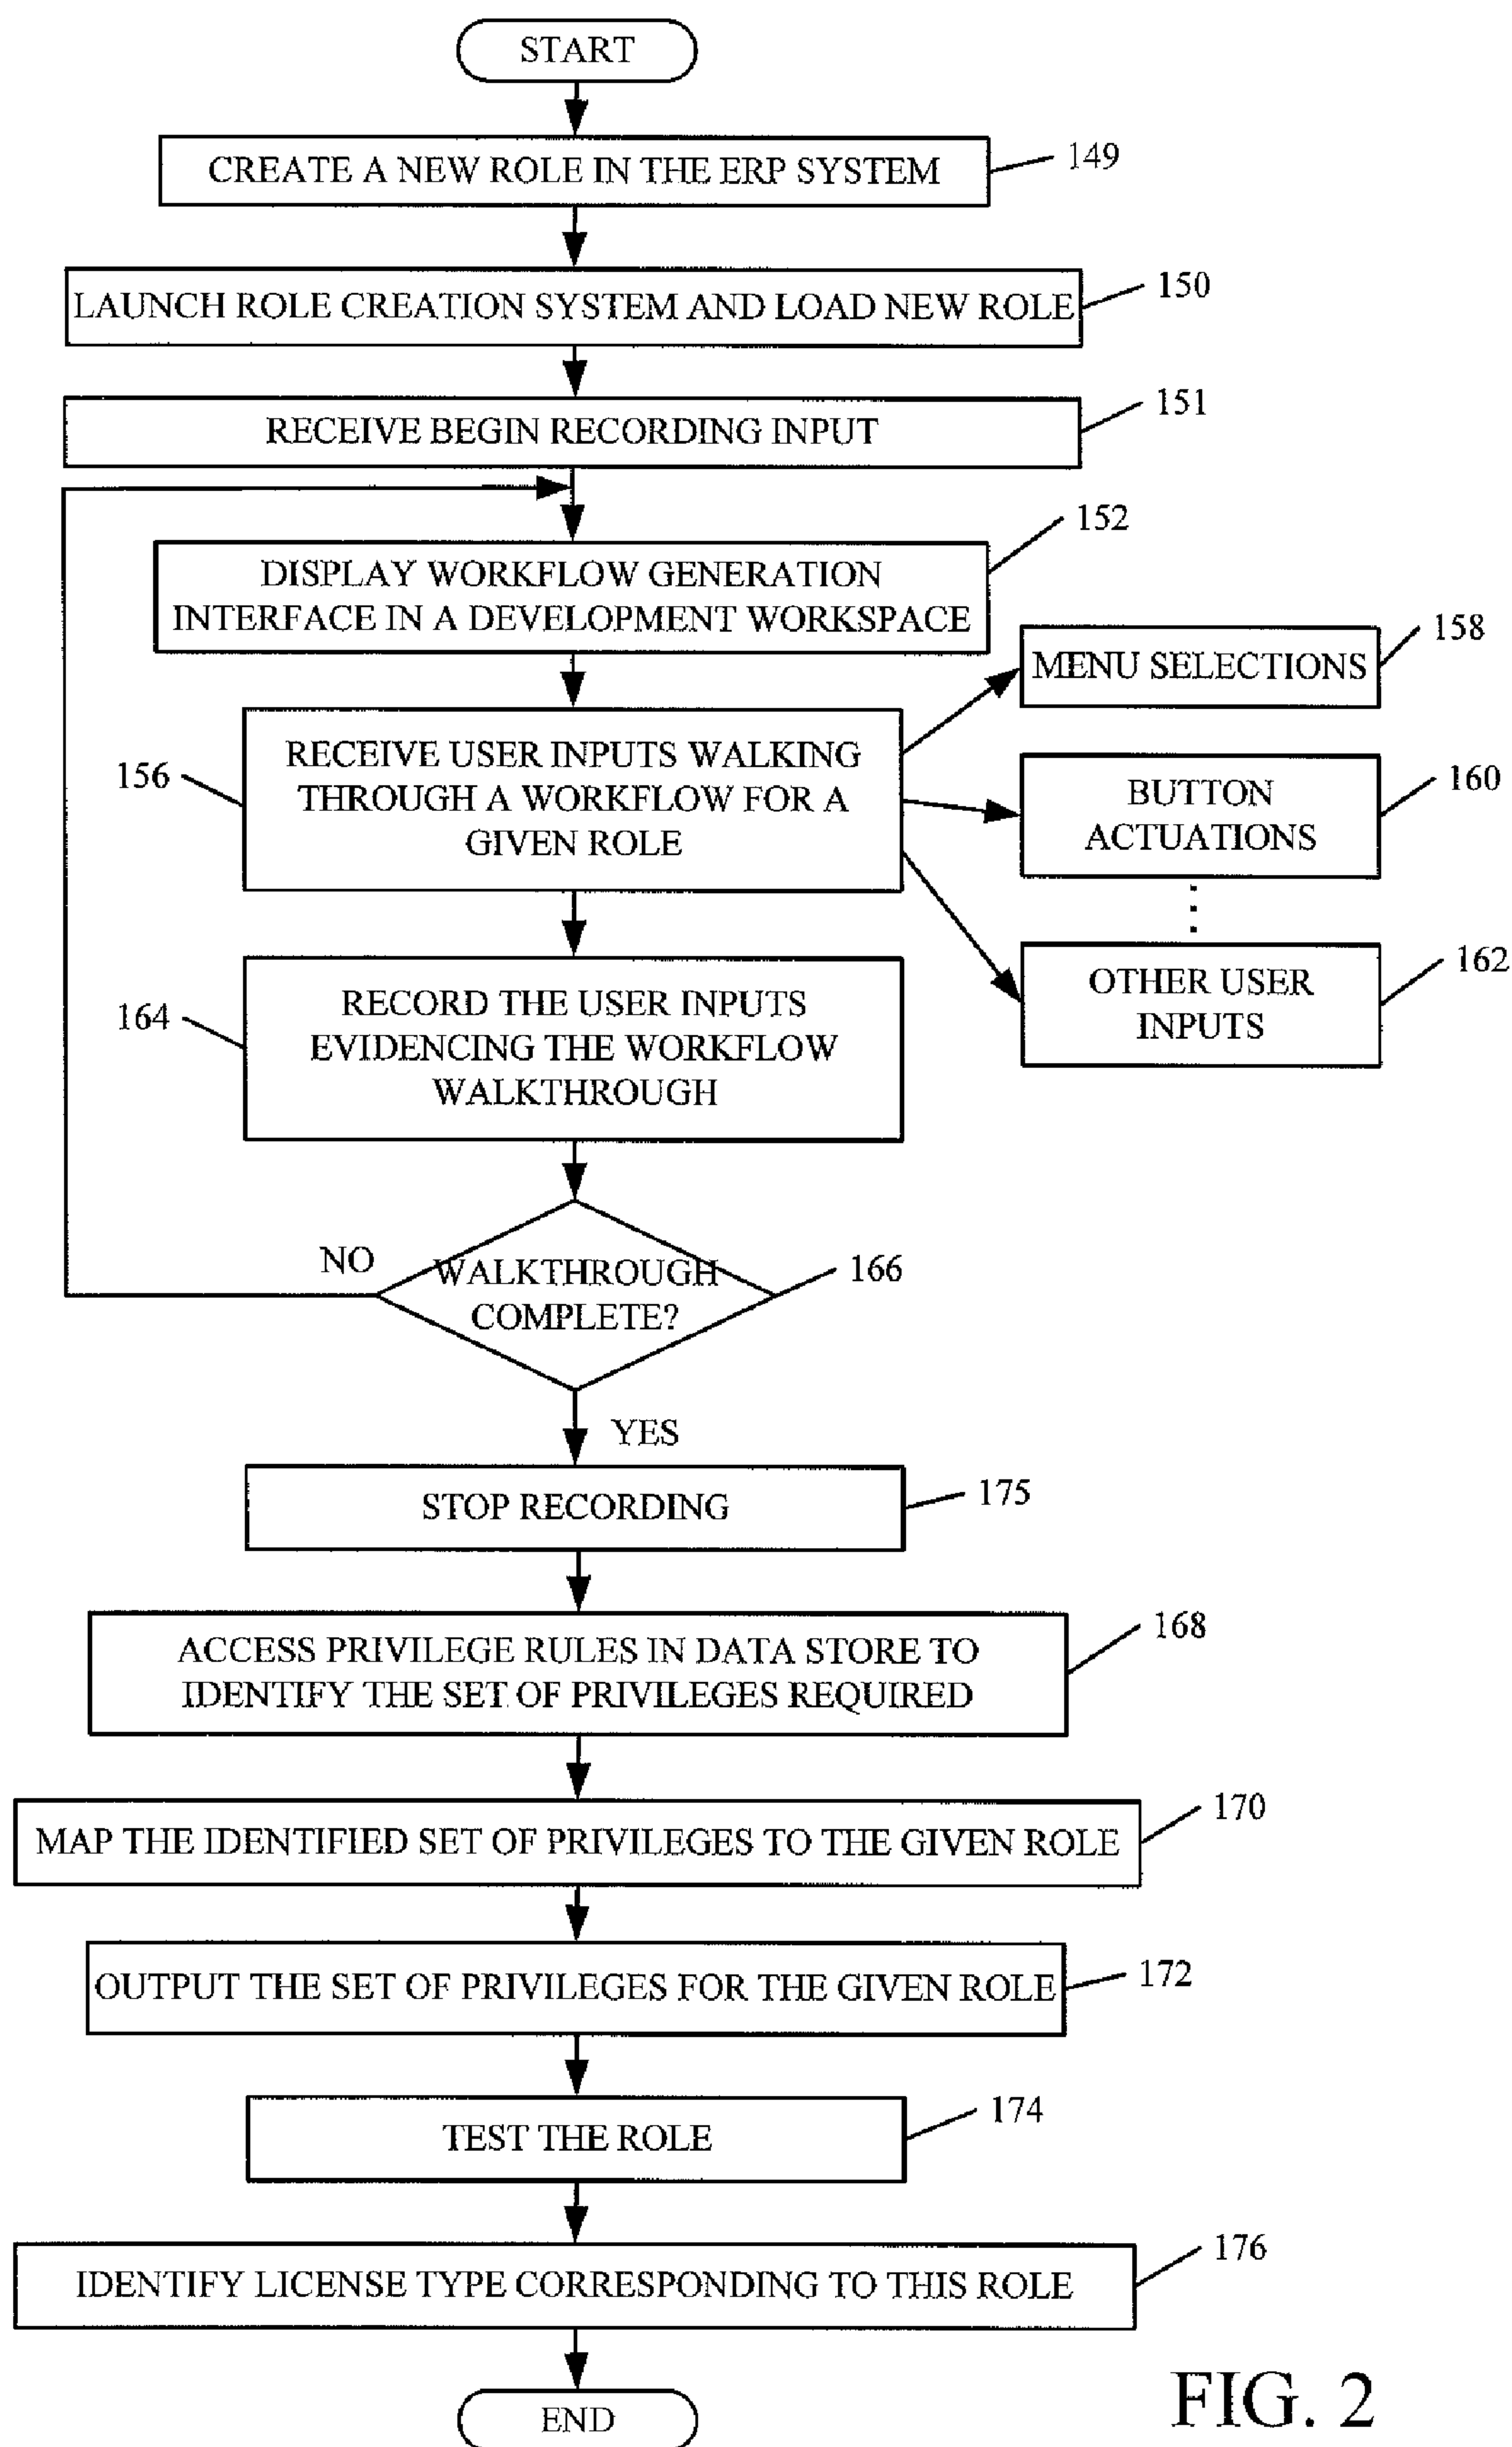 START
CREATE A NEW ROLE IN THE ERP SYSTEM
149
LAUNCH ROLE CREATION SYSTEM AND LOAD NEW ROLE
150
RECEIVE BEGIN RECORDING INPUT
151
152
DISPLAY WORKFLOW GENERATION
INTERFACE IN A DEVELOPMENT WORKSPACE
158
MENU SELECTIONS
156
RECEIVE USER INPUTS WALKING
THROUGH A WORKFLOW FOR A
GIVEN ROLE
160
BUTTON
ACTUATIONS
162
OTHER USER
INPUTS
164
RECORD THE USER INPUTS
EVIDENCING THE WORKFLOW
WALKTHROUGH
NO
WALKTHROUGH
COMPLETE?
166
YES
STOP RECORDING
175
ACCESS PRIVILEGE RULES IN DATA STORE TO
IDENTIFY THE SET OF PRIVILEGES REQUIRED
168
MAP THE IDENTIFIED SET OF PRIVILEGES TO THE GIVEN ROLE
170
OUTPUT THE SET OF PRIVILEGES FOR THE GIVEN ROLE
172
TEST THE ROLE
174
IDENTIFY LICENSE TYPE CORRESPONDING TO THIS ROLE
176
END
FIG. 2